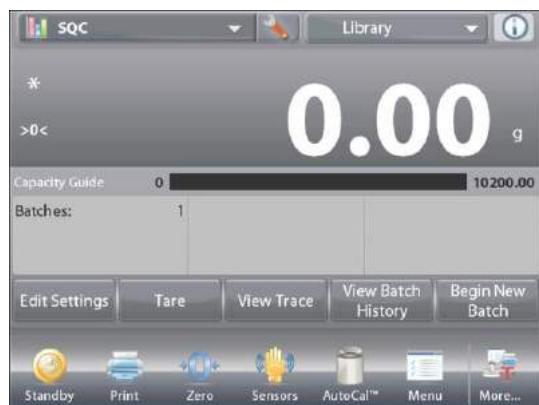 SQC Library
*
>0<
0.00 g
Capacity Guide 0 10200.00
Batches: 1
Edit Settings Tare View Trace View Batch History Begin New Batch
Standby Print Zero Sensors AutoCal™ Menu More...